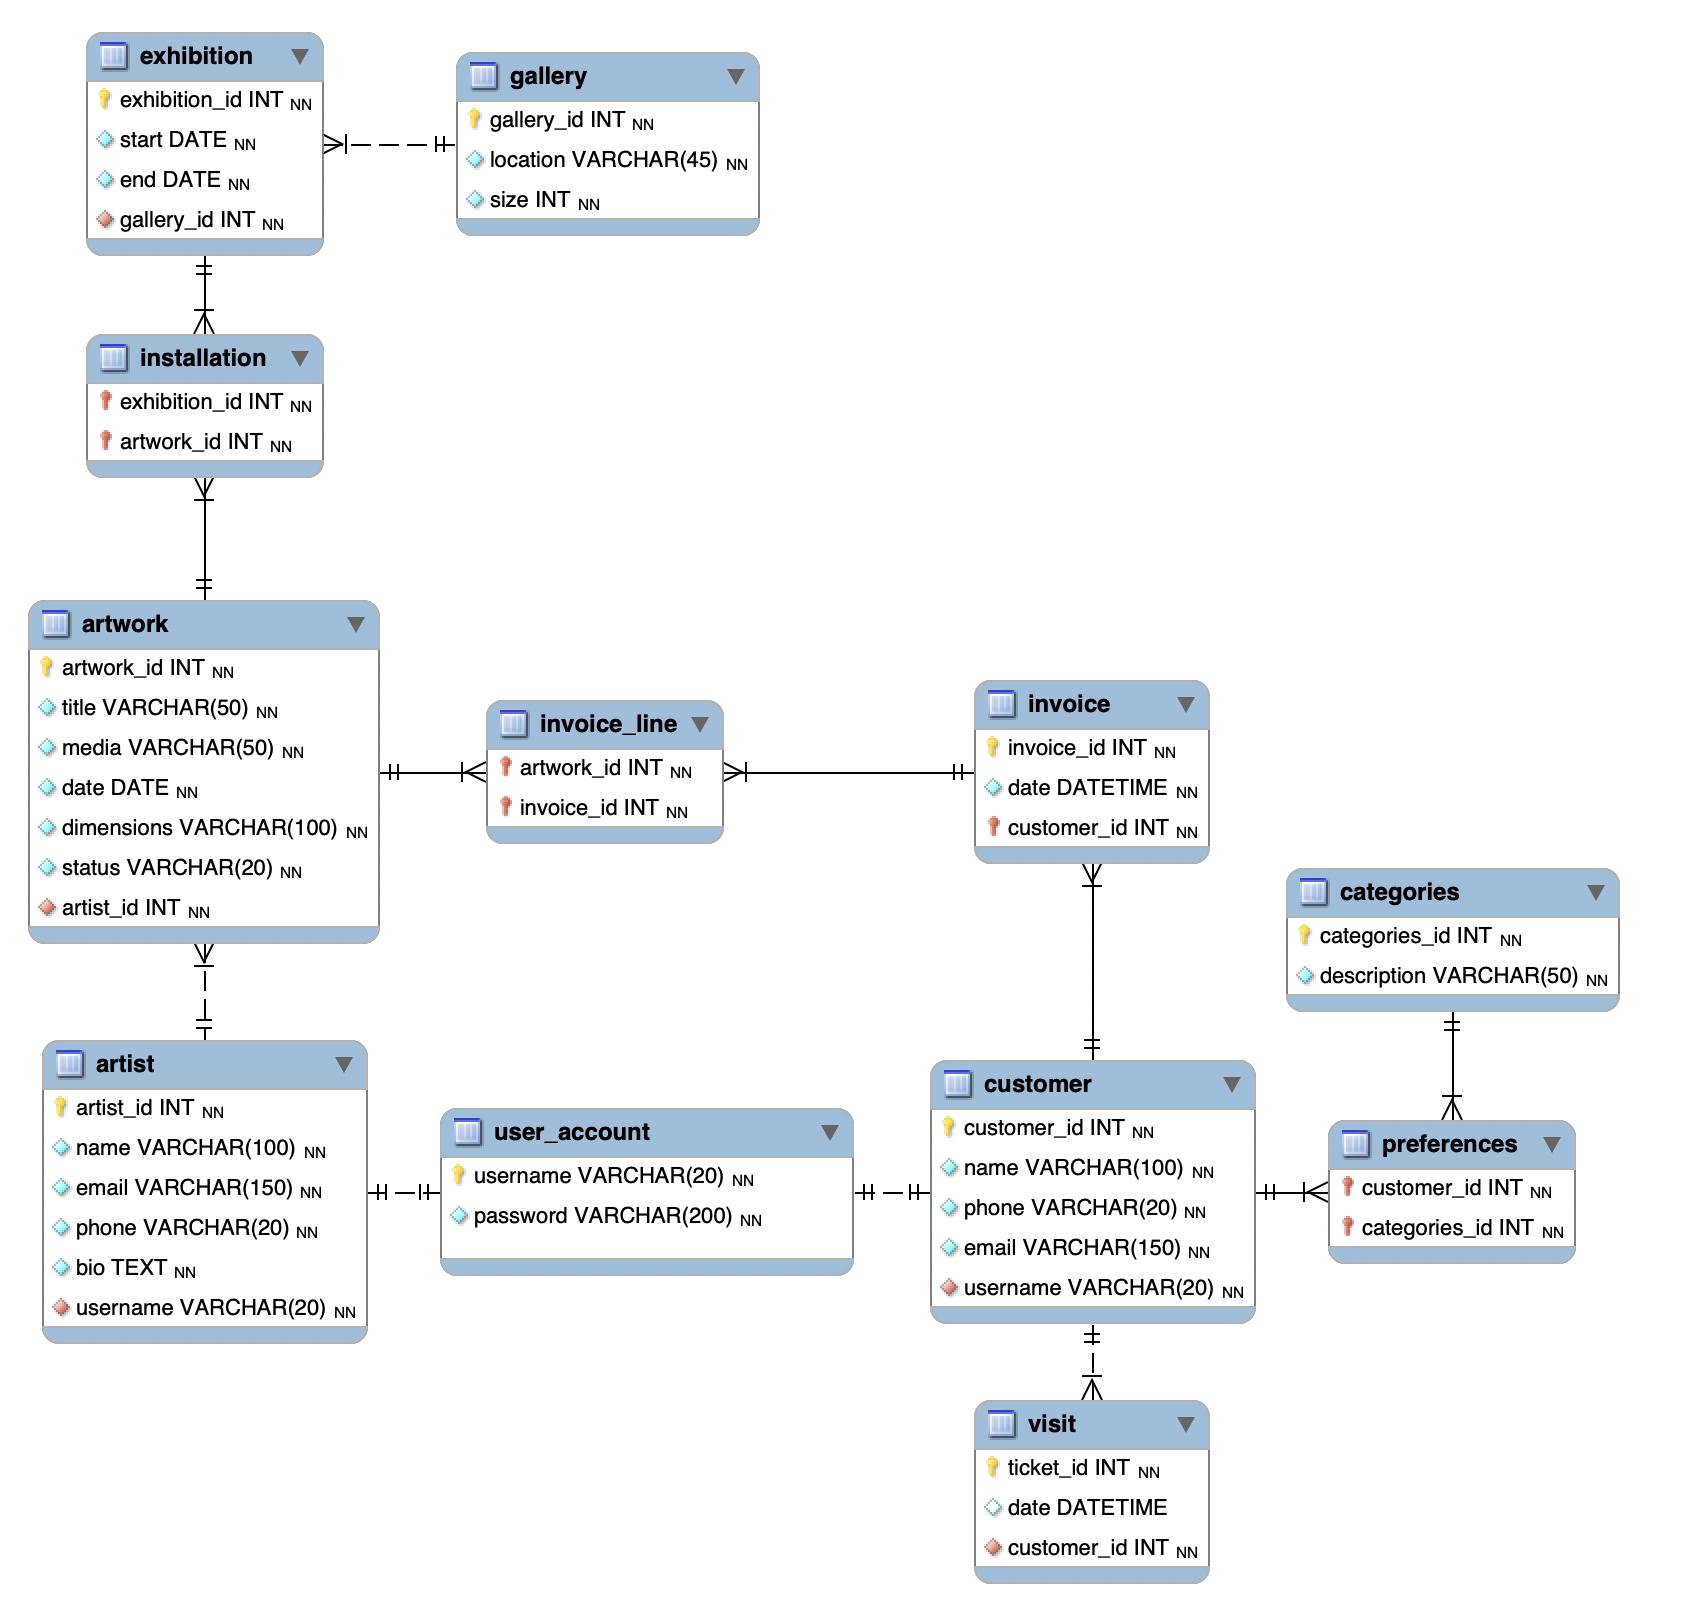 exhibition
exhibition_id INT NN
start DATE NN
end DATE NN
gallery_id INT NN
gallery
gallery_id INT NN
location VARCHAR(45) NN
size INT NN
installation
exhibition_id INT NN
artwork_id INT NN
artwork
artwork_id INT NN
title VARCHAR(50) NN
media VARCHAR(50) NN
date DATE NN
dimensions VARCHAR(100) NN
status VARCHAR(20) NN
artist_id INT NN
invoice_line
artwork_id INT NN
invoice_id INT NN
invoice
invoice_id INT NN
date DATETIME NN
customer_id INT NN
categories
categories_id INT NN
description VARCHAR(50) NN
artist
artist_id INT NN
name VARCHAR(100) NN
email VARCHAR(150) NN
phone VARCHAR(20) NN
bio TEXT NN
username VARCHAR(20) NN
user_account
username VARCHAR(20) NN
password VARCHAR(200) NN
customer
customer_id INT NN
name VARCHAR(100) NN
phone VARCHAR(20) NN
email VARCHAR(150) NN
username VARCHAR(20) NN
preferences
customer_id INT NN
categories_id INT NN
visit
ticket_id INT NN
date DATETIME
customer_id INT NN